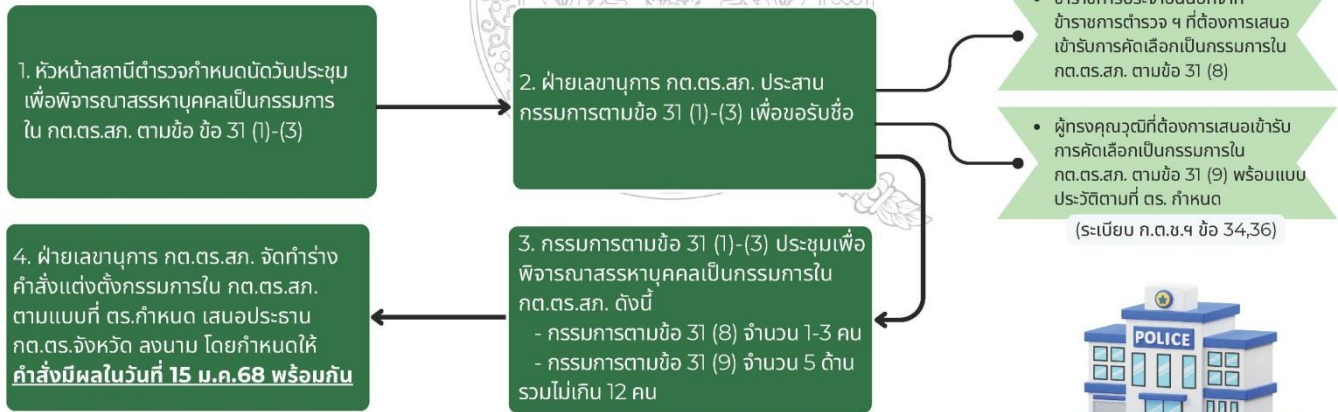 1. หัวหน้าสถานีตำรวจกำหนดนัดวันประชุม
เพื่อพิจารณาสรรหาบุคคลเป็นกรรมการ
ใน กต.ตร.สภ. ตามข้อ ข้อ 31 (1)-(3)
2. ฝ่ายเลขานุการ กต.ตร.สภ. ประสาน
กรรมการตามข้อ 31 (1)-(3) เพื่อขอรับชื่อ
ข้าราชการตำรวจ ฯ ที่ต้องการเสนอ
เข้ารับการคัดเลือกเป็นกรรมการใน
กต.ตร.สภ. ตามข้อ 31 (8)
• ผู้ทรงคุณวุฒิที่ต้องการเสนอเข้ารับ
การคัดเลือกเป็นกรรมการใน
กต.ตร.สภ. ตามข้อ 31 (9) พร้อมแบบ
ประวัติตามที่ ตร. กำหนด
(ระเบียบ ก.ต.ช.ฯ ข้อ 34,36)
3. กรรมการตามข้อ 31 (1)-(3) ประชุมเพื่อ
พิจารณาสรรหาบุคคลเป็นกรรมการใน
กต.ตร.สภ. ดังนี้
- กรรมการตามข้อ 31 (8) จำนวน 1-3 คน
- กรรมการตามข้อ 31 (9) จำนวน 5 ด้าน
รวมไม่เกิน 12 คน
4. ฝ่ายเลขานุการ กต.ตร.สภ. จัดทำร่าง
คำสั่งแต่งตั้งกรรมการใน กต.ตร.สภ.
ตามแบบที่ ตร.กำหนด เสนอประธาน
กต.ตร.จังหวัด ลงนาม โดยกำหนดให้
คำสั่งมีผลในวันที่ 15 ม.ค.68 พร้อมกัน
POLICE